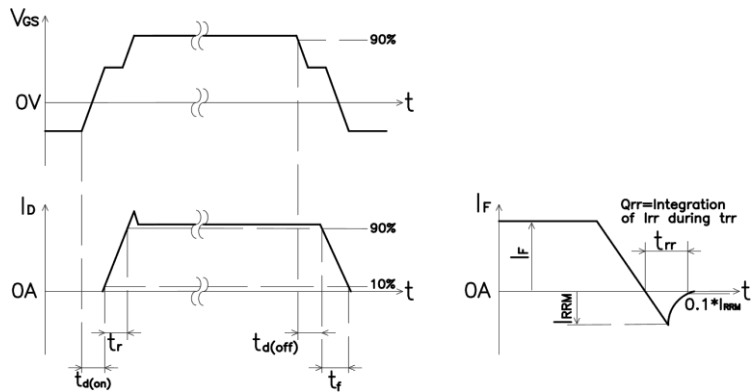 VGS
90%
0V
t
ID
90%
10%
0A
tr
td(off)
t
td(on)
tf
IF
Qrr=Integration
of Irr during trr
trr
IF
0A
IRRM
t
0.1*IRRM